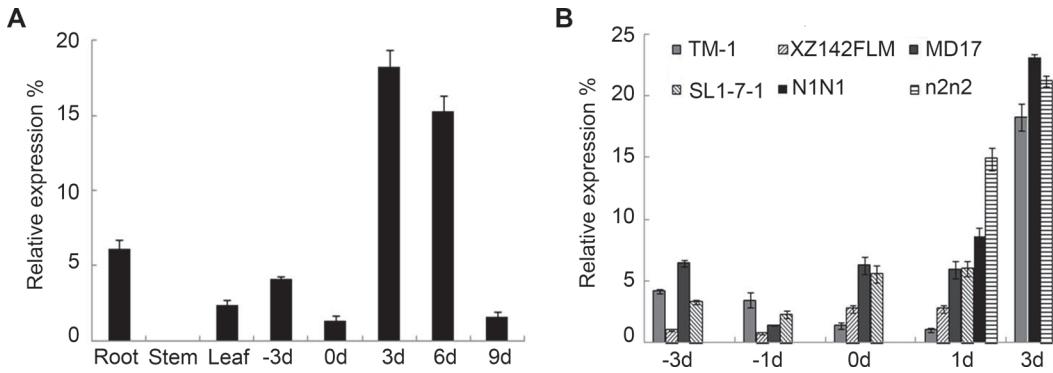 A
Relative expression %
20
15
10
5
0
Root Stem Leaf -3d 0d 3d 6d 9d
B
Relative expression %
25
20
15
10
5
0
TM-1 XZ142FLM MD17
SL1-7-1 N1N1 n2n2
-3d -1d 0d 1d 3d